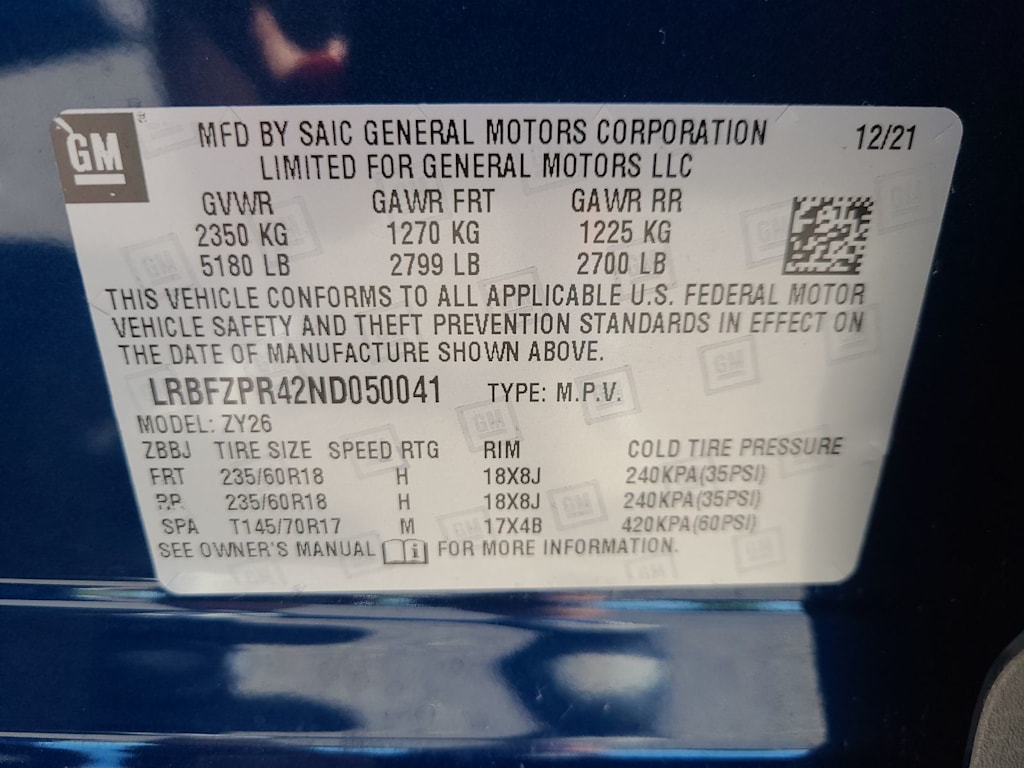 GM
MFD BY SAIC GENERAL MOTORS CORPORATION 12/21
LIMITED FOR GENERAL MOTORS LLC
GVWR GAWR FRT GAWR RR
2350 KG 1270 KG 1225 KG
5180 LB 2799 LB 2700 LB
THIS VEHICLE CONFORMS TO ALL APPLICABLE U.S. FEDERAL MOTOR
VEHICLE SAFETY AND THEFT PREVENTION STANDARDS IN EFFECT ON
THE DATE OF MANUFACTURE SHOWN ABOVE.
LRBFZPR42ND050041 TYPE: M.P.V.
MODEL: ZY26
ZBBJ TIRE SIZE SPEED RTG RIM COLD TIRE PRESSURE
FRT 235/60R18 H 18X8J 240KPA(35PSI)
RR 235/60R18 H 18X8J 240KPA(35PSI)
SPA T145/70R17 M 17X4B 420KPA(60PSI)
SEE OWNER'S MANUAL i FOR MORE INFORMATION.